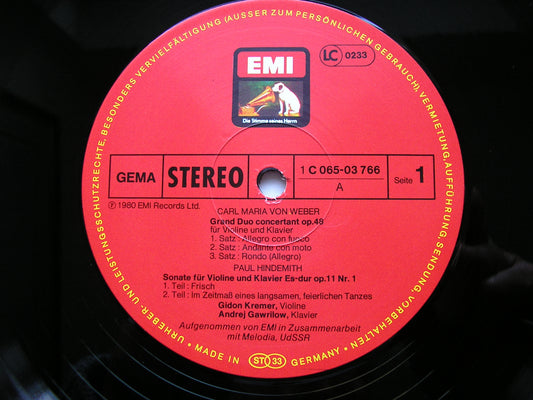 URHEBER- UND LEISTUNGSSCHUTZRECHTE, BESONDERS VERVIELFÄLTIGUNG (AUSSER ZUM PERSÖNLICHEN GEBRAUCH), VERMIETUNG, AUFFÜHRUNG, SENDUNG, VORBEHALTEN •
EMI
LC 0233
Die Stimme seines Herrn
GEMA
STEREO
1 C 065-03 766
A
Seite 1
℗ 1980 EMI Records Ltd.
CARL MARIA VON WEBER
Grand Duo concertant op.48
für Violine und Klavier
1. Satz: Allegro con fuoco
2. Satz: Andante con moto
3. Satz: Rondo (Allegro)
PAUL HINDEMITH
Sonate für Violine und Klavier Es-dur op.11 Nr. 1
1. Teil: Frisch
2. Teil: Im Zeitmaß eines langsamen, feierlichen Tanzes
Gidon Kremer, Violine
Andrej Gawrilow, Klavier
Aufgenommen von EMI in Zusammenarbeit
mit Melodia, UdSSR
• MADE IN GERMANY •
STO 33